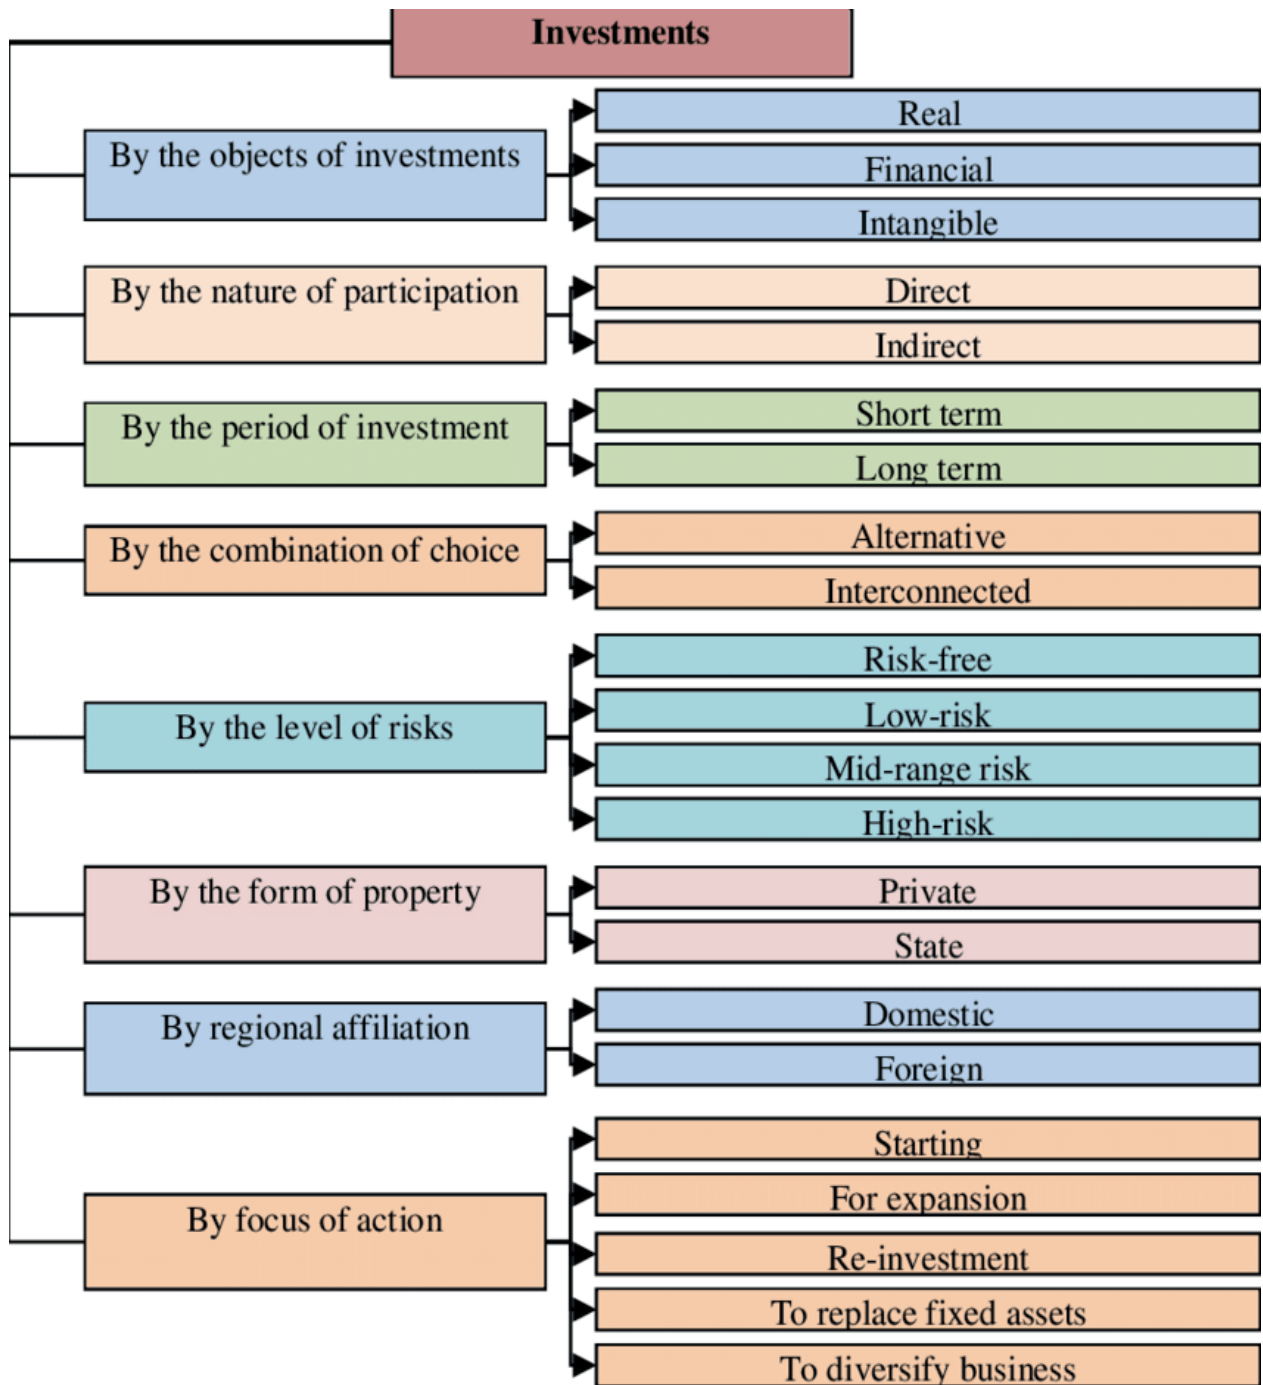 Investments
By the objects of investments
Real
Financial
Intangible
By the nature of participation
Direct
Indirect
By the period of investment
Short term
Long term
By the combination of choice
Alternative
Interconnected
By the level of risks
Risk-free
Low-risk
Mid-range risk
High-risk
By the form of property
Private
State
By regional affiliation
Domestic
Foreign
By focus of action
Starting
For expansion
Re-investment
To replace fixed assets
To diversify business